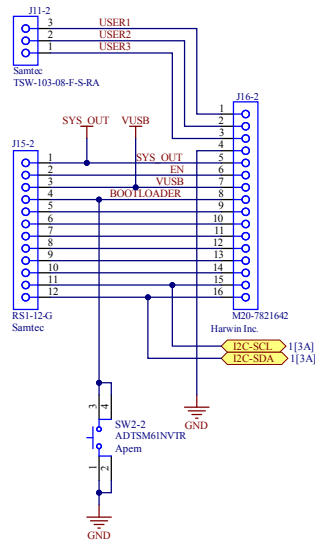 J11-2
3 USER1
2 USER2
1 USER3
Samtec
TSW-103-08-F-S-RA
J16-2
1
2
3
4
5
6
7
8
9
10
11
12
13
14
15
16
M20-7821642
Harwin Inc.
SYS_OUT VUSB
J15-2
1 SYS_OUT
2 EN
3 VUSB
4 BOOTLOADER
5
6
7
8
9
10
11
12
RS1-12-G
Samtec
I2C-SCL 1[3A]
I2C-SDA 1[3A]
GND
3 4
SW2-2
ADTSM61NVTR
Apem
1 2
GND